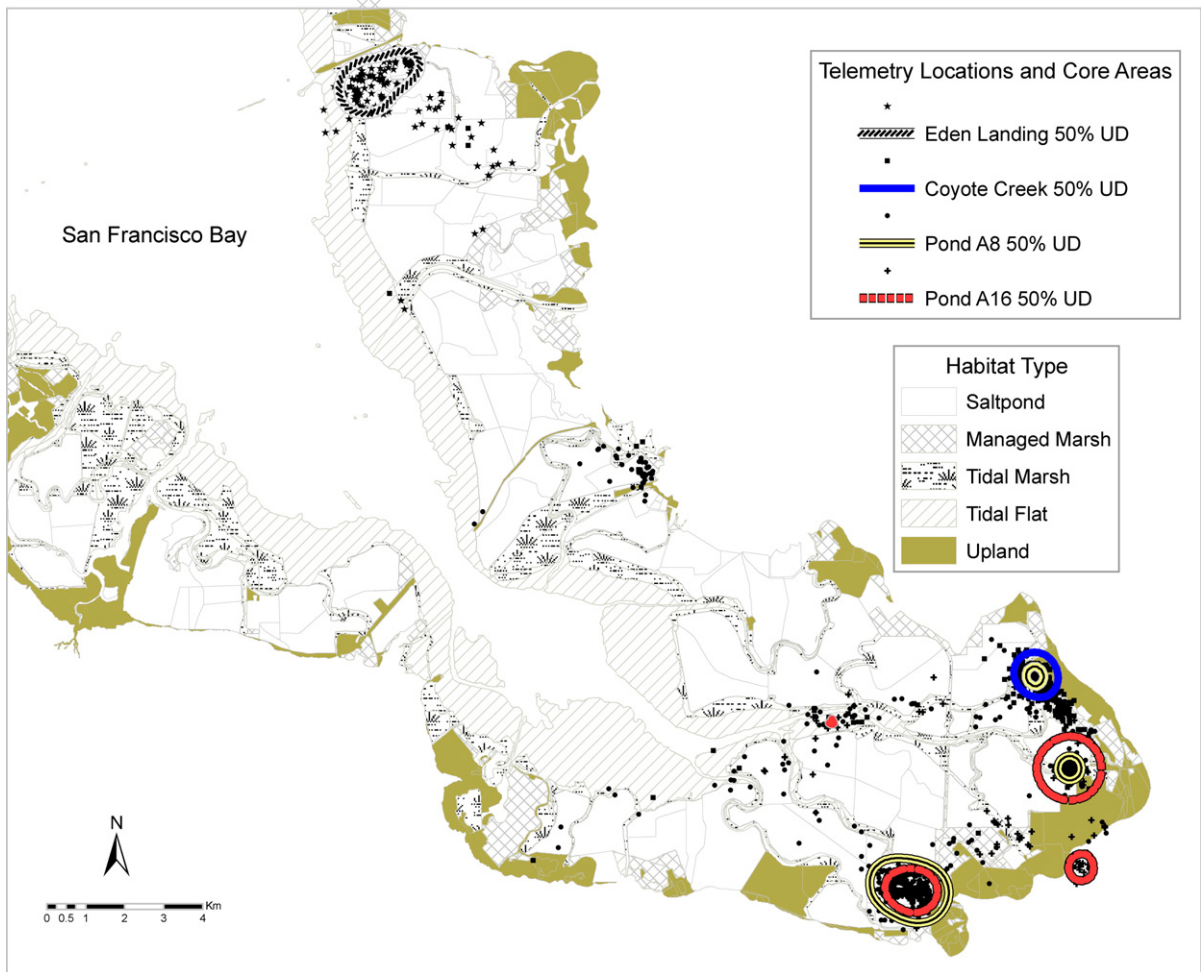 Telemetry Locations and Core Areas
Eden Landing 50% UD
Coyote Creek 50% UD
Pond A8 50% UD
Pond A16 50% UD
San Francisco Bay
Habitat Type
Saltpond
Managed Marsh
Tidal Marsh
Tidal Flat
Upland
N
0 0.5 1 2 3 4 Km